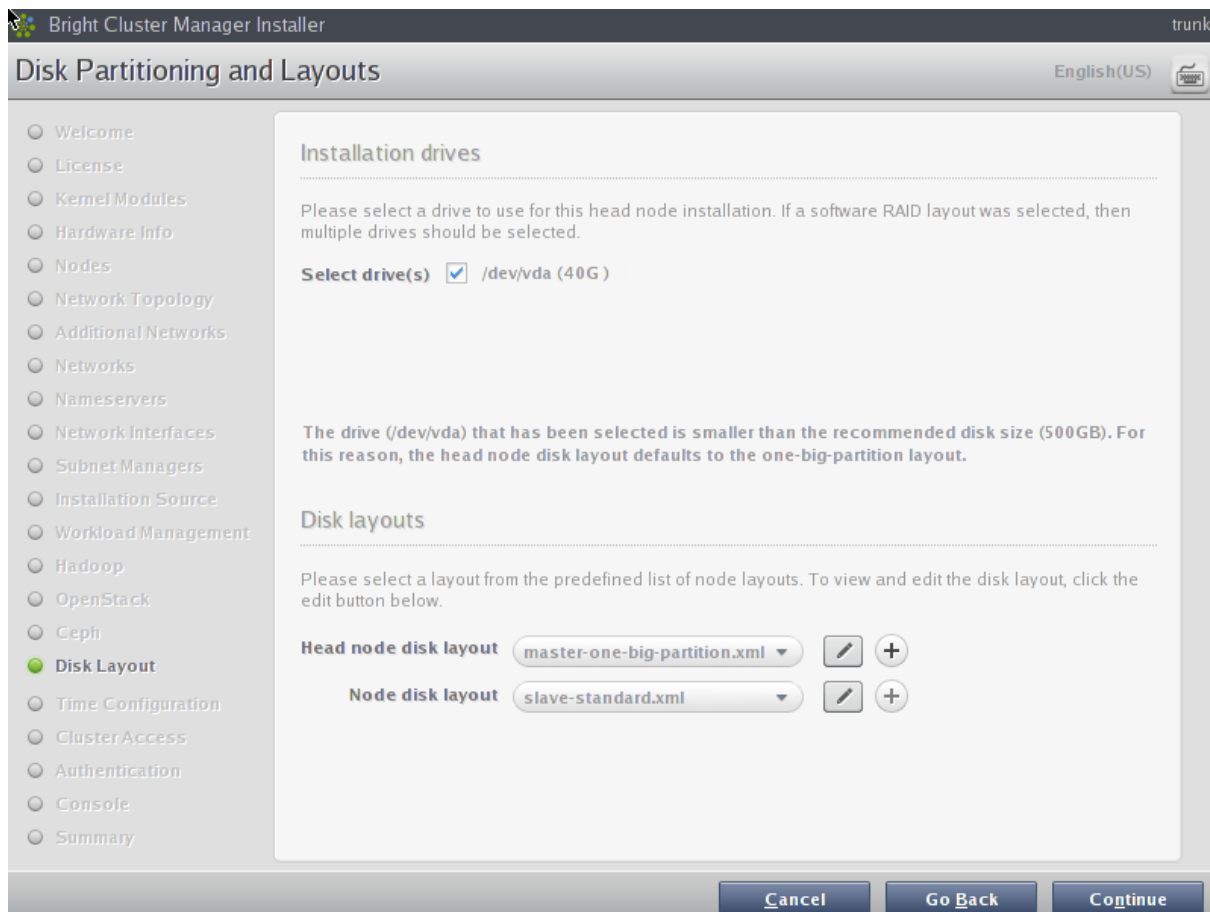 Bright Cluster Manager Installer
trunk
Disk Partitioning and Layouts
English(US)
Welcome
License
Kernel Modules
Hardware Info
Nodes
Network Topology
Additional Networks
Networks
Nameservers
Network Interfaces
Subnet Managers
Installation Source
Workload Management
Hadoop
OpenStack
Ceph
Disk Layout
Time Configuration
Cluster Access
Authentication
Console
Summary
Installation drives
Please select a drive to use for this head node installation. If a software RAID layout was selected, then
multiple drives should be selected.
Select drive(s) /dev/vda (40G )
The drive (/dev/vda) that has been selected is smaller than the recommended disk size (500GB). For
this reason, the head node disk layout defaults to the one-big-partition layout.
Disk layouts
Please select a layout from the predefined list of node layouts. To view and edit the disk layout, click the
edit button below.
Head node disk layout master-one-big-partition.xml
Node disk layout slave-standard.xml
Cancel Go Back Continue